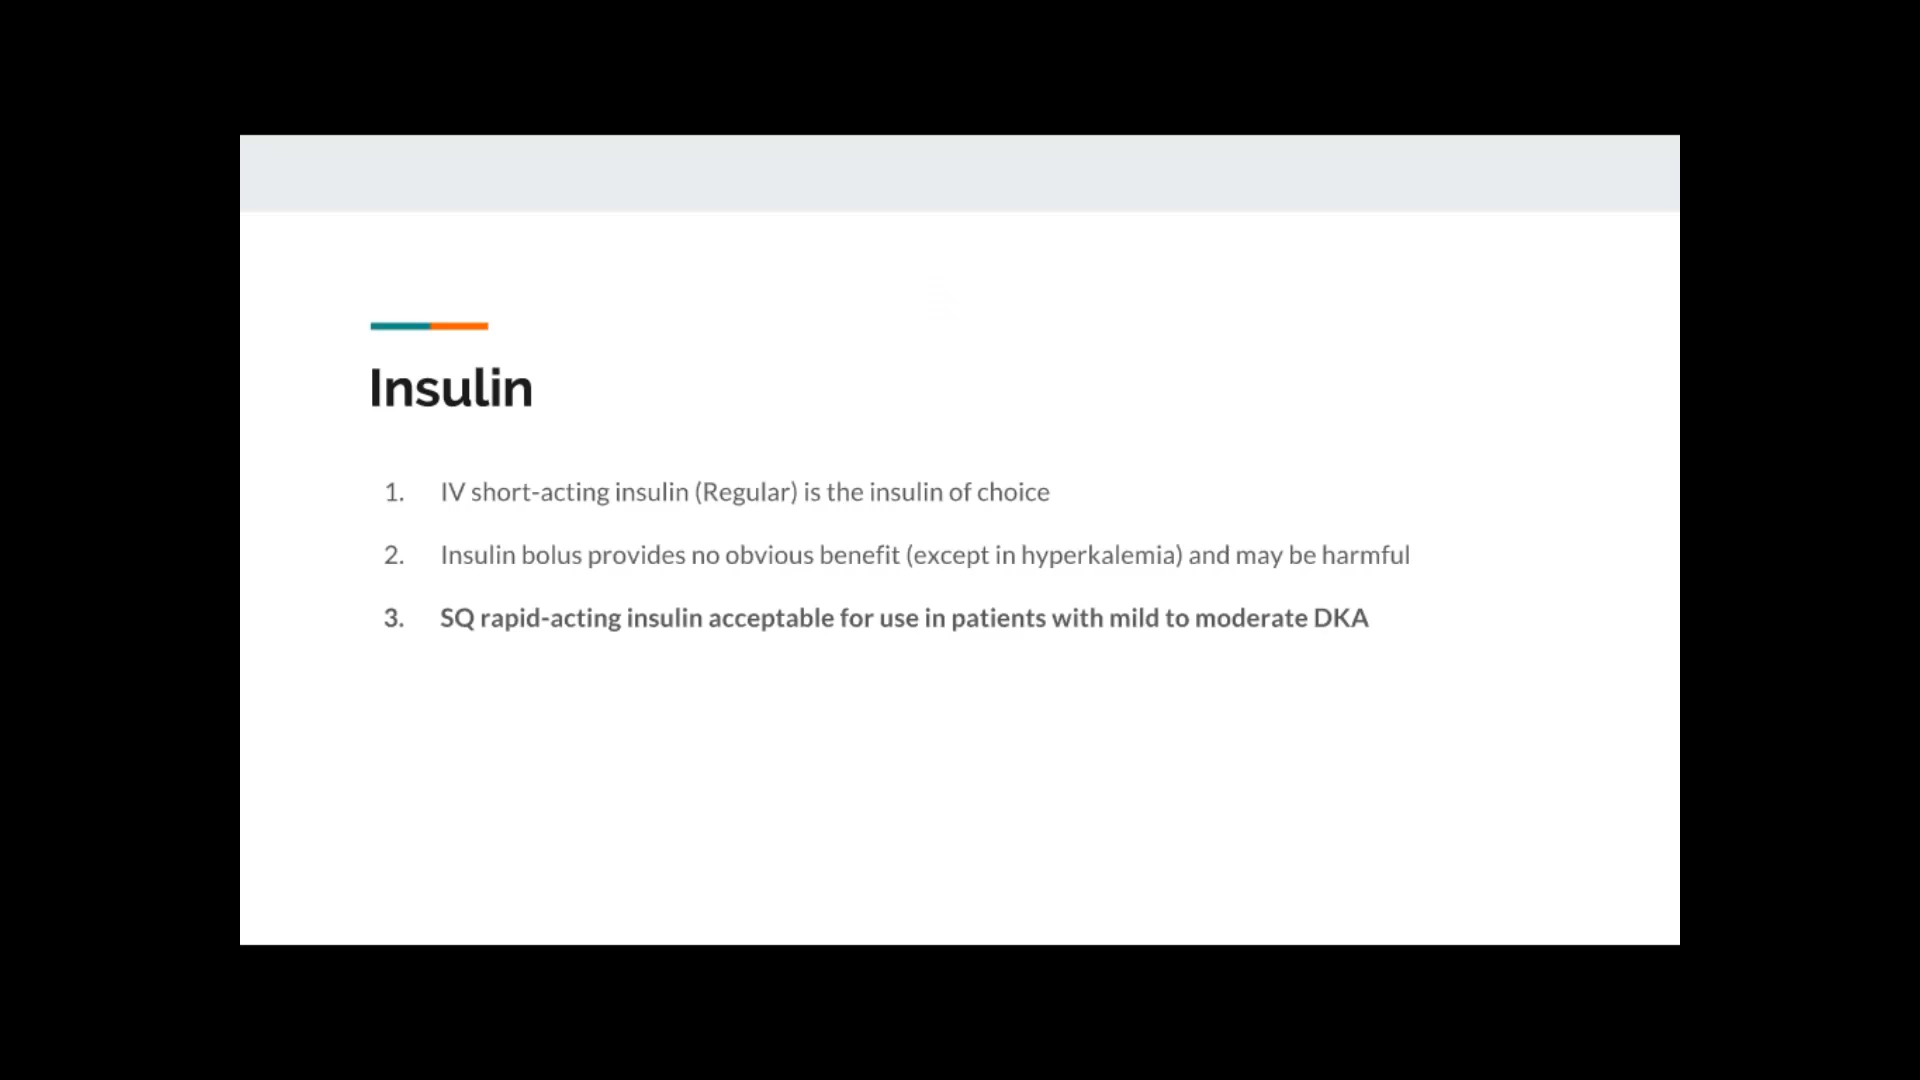 Insulin
1. IV short-acting insulin (Regular) is the insulin of choice
2. Insulin bolus provides no obvious benefit (except in hyperkalemia) and may be harmful
3. SQ rapid-acting insulin acceptable for use in patients with mild to moderate DKA